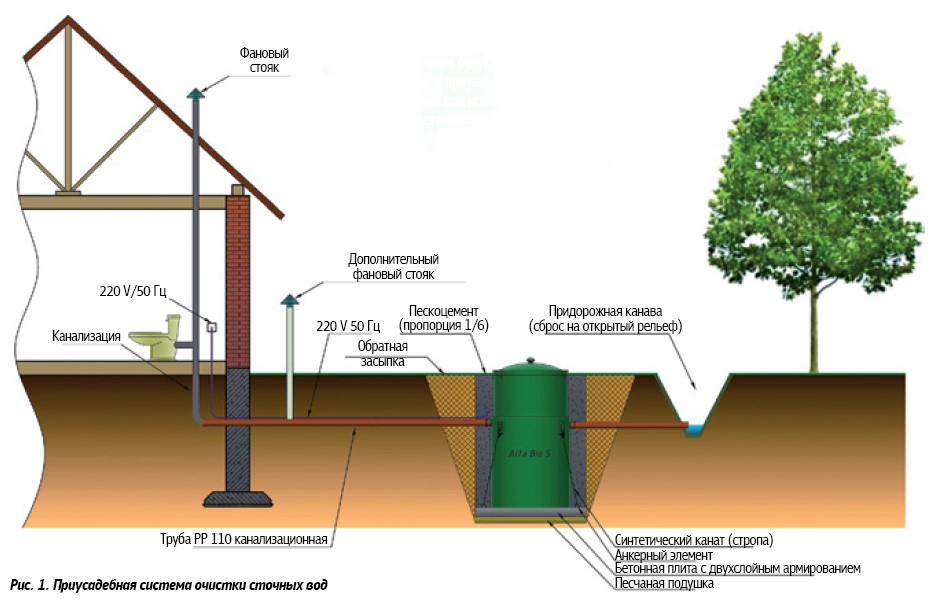 Фановый
стояк
Дополнительный
фановый стояк
220 V/50 Гц
Канализация
220 V 50 Гц
Пескоцемент
(пропорция 1/6)
Обратная
засыпка
Придорожная канава
(сброс на открытый рельеф)
Alfa Bio 5
Труба PP 110 канализационная
Синтетический канат (стропа)
Анкерный элемент
Бетонная плита с двухслойным армированием
Песчаная подушка
Рис. 1. Приусадебная система очистки сточных вод